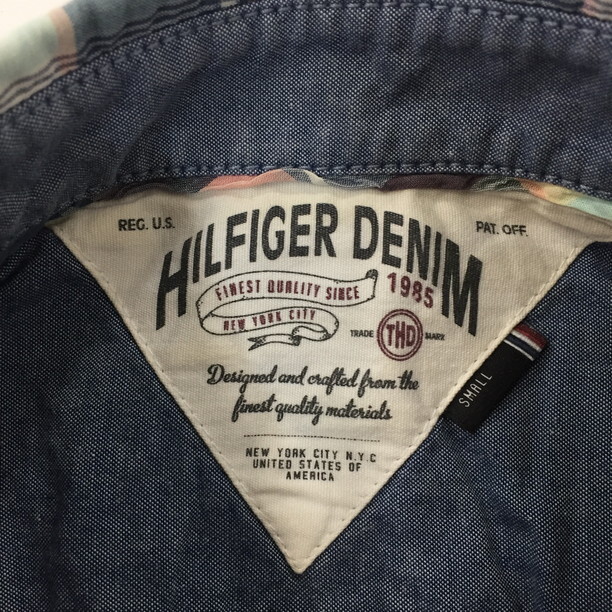 REG. U.S.
PAT. OFF.
HILFIGER DENIM
FINEST QUALITY SINCE
1985
NEW YORK CITY
TRADE THD MARK
Designed and crafted from the
finest quality materials
NEW YORK CITY N.Y.C
UNITED STATES OF
AMERICA
SMALL